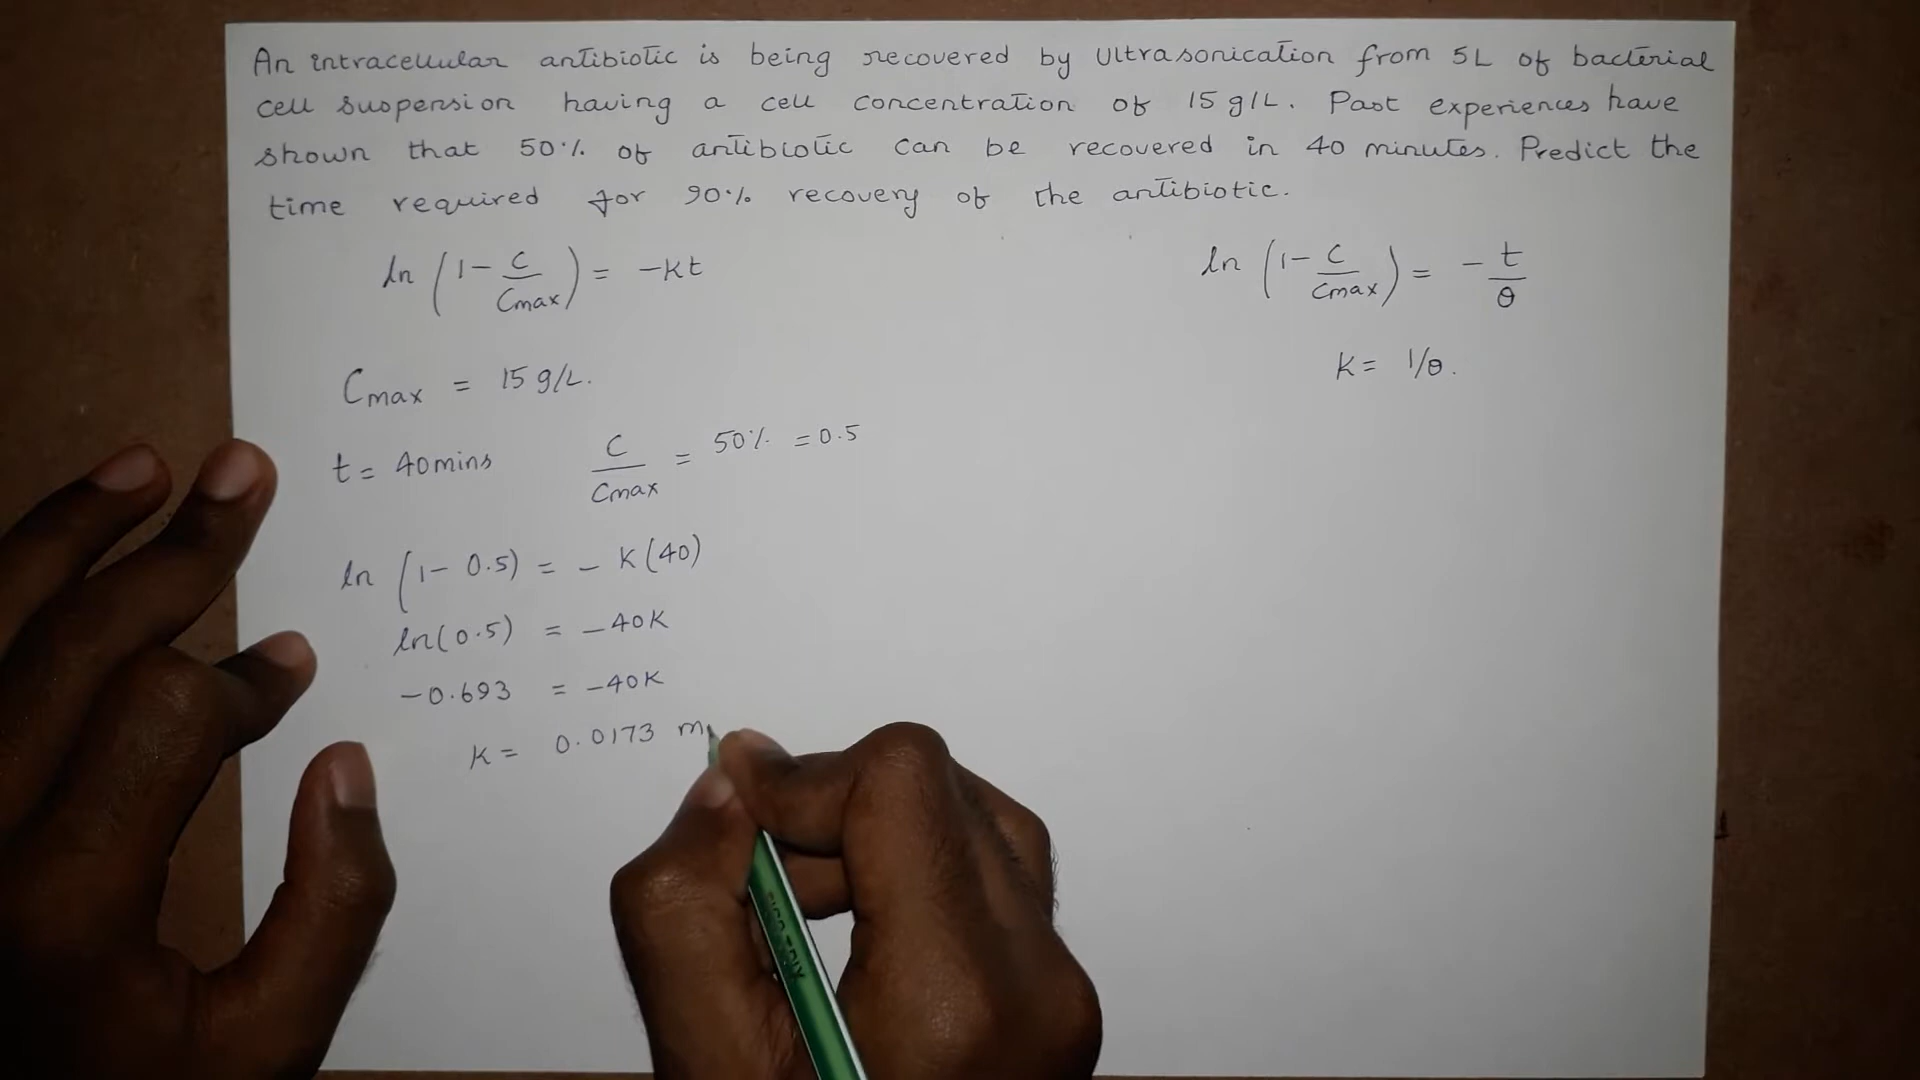 An intracellular antibiotic is being recovered by Ultrasonication from 5L of bacterial
cell suspension having a cell concentration of 15 g/L. Past experiences have
shown that 50% of antibiotic can be recovered in 40 minutes. Predict the
time required for 90% recovery of the antibiotic.
ln (1 - C/Cmax) = -Kt
ln (1 - C/Cmax) = - t/θ
Cmax = 15 g/L.
K = 1/θ.
t = 40mins C/Cmax = 50% = 0.5
ln (1 - 0.5) = - K(40)
ln(0.5) = -40K
-0.693 = -40K
K = 0.0173 m